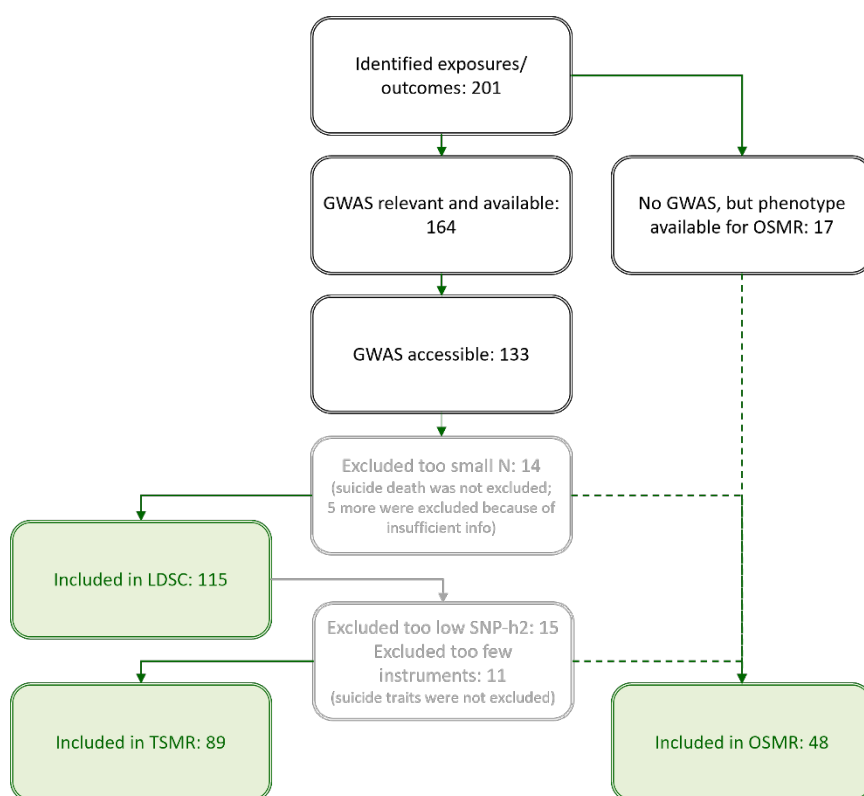 Identified exposures/
outcomes: 201
GWAS relevant and available:
164
No GWAS, but phenotype
available for OSMR: 17
GWAS accessible: 133
Excluded too small N: 14
(suicide death was not excluded;
5 more were excluded because of
insufficient info)
Included in LDSC: 115
Excluded too low SNP-h2: 15
Excluded too few
instruments: 11
(suicide traits were not excluded)
Included in TSMR: 89
Included in OSMR: 48